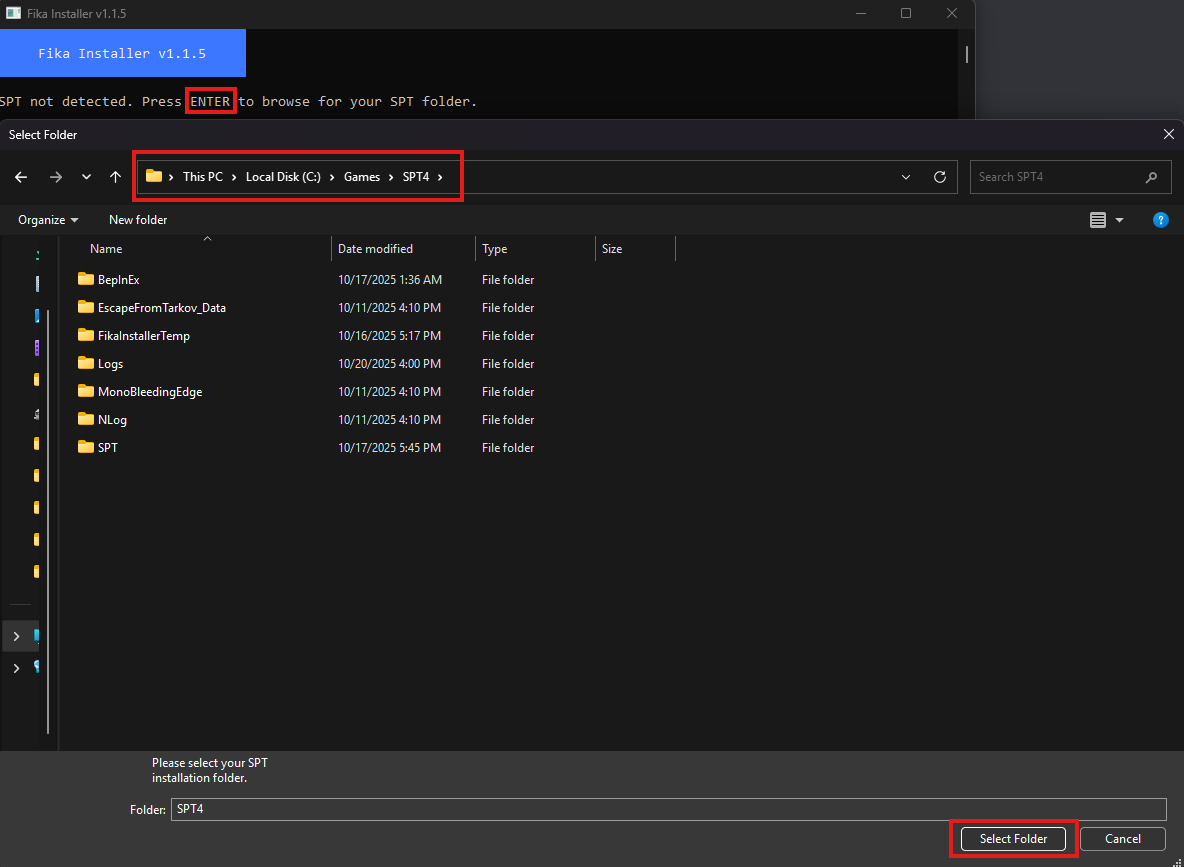 Fika Installer v1.1.5
Fika Installer v1.1.5
SPT not detected. Press ENTER to browse for your SPT folder.
Select Folder
This PC > Local Disk (C:) > Games > SPT4 >
Search SPT4
Organize
New folder
?
Name Date modified Type Size
BepInEx 10/17/2025 1:36 AM File folder
EscapeFromTarkov_Data 10/11/2025 4:10 PM File folder
FikaInstallerTemp 10/16/2025 5:17 PM File folder
Logs 10/20/2025 4:00 PM File folder
MonoBleedingEdge 10/11/2025 4:10 PM File folder
NLog 10/11/2025 4:10 PM File folder
SPT 10/17/2025 5:45 PM File folder
Please select your SPT
installation folder.
Folder: SPT4
Select Folder Cancel